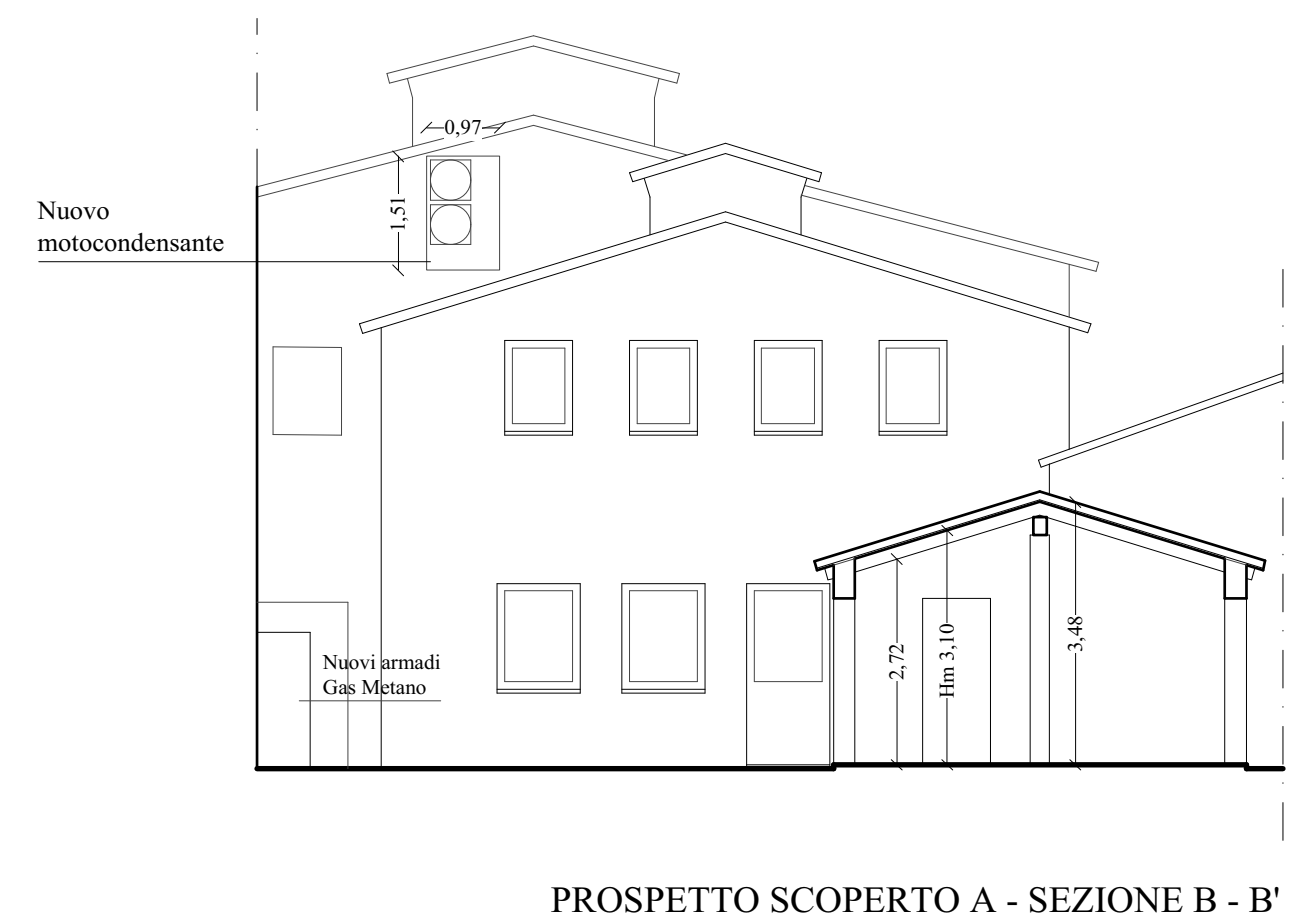 0,97
1,51
Nuovo
motocondensante
Nuovi armadi
Gas Metano
2,72
Hm 3,10
3,48
PROSPETTO SCOPERTO A - SEZIONE B - B'